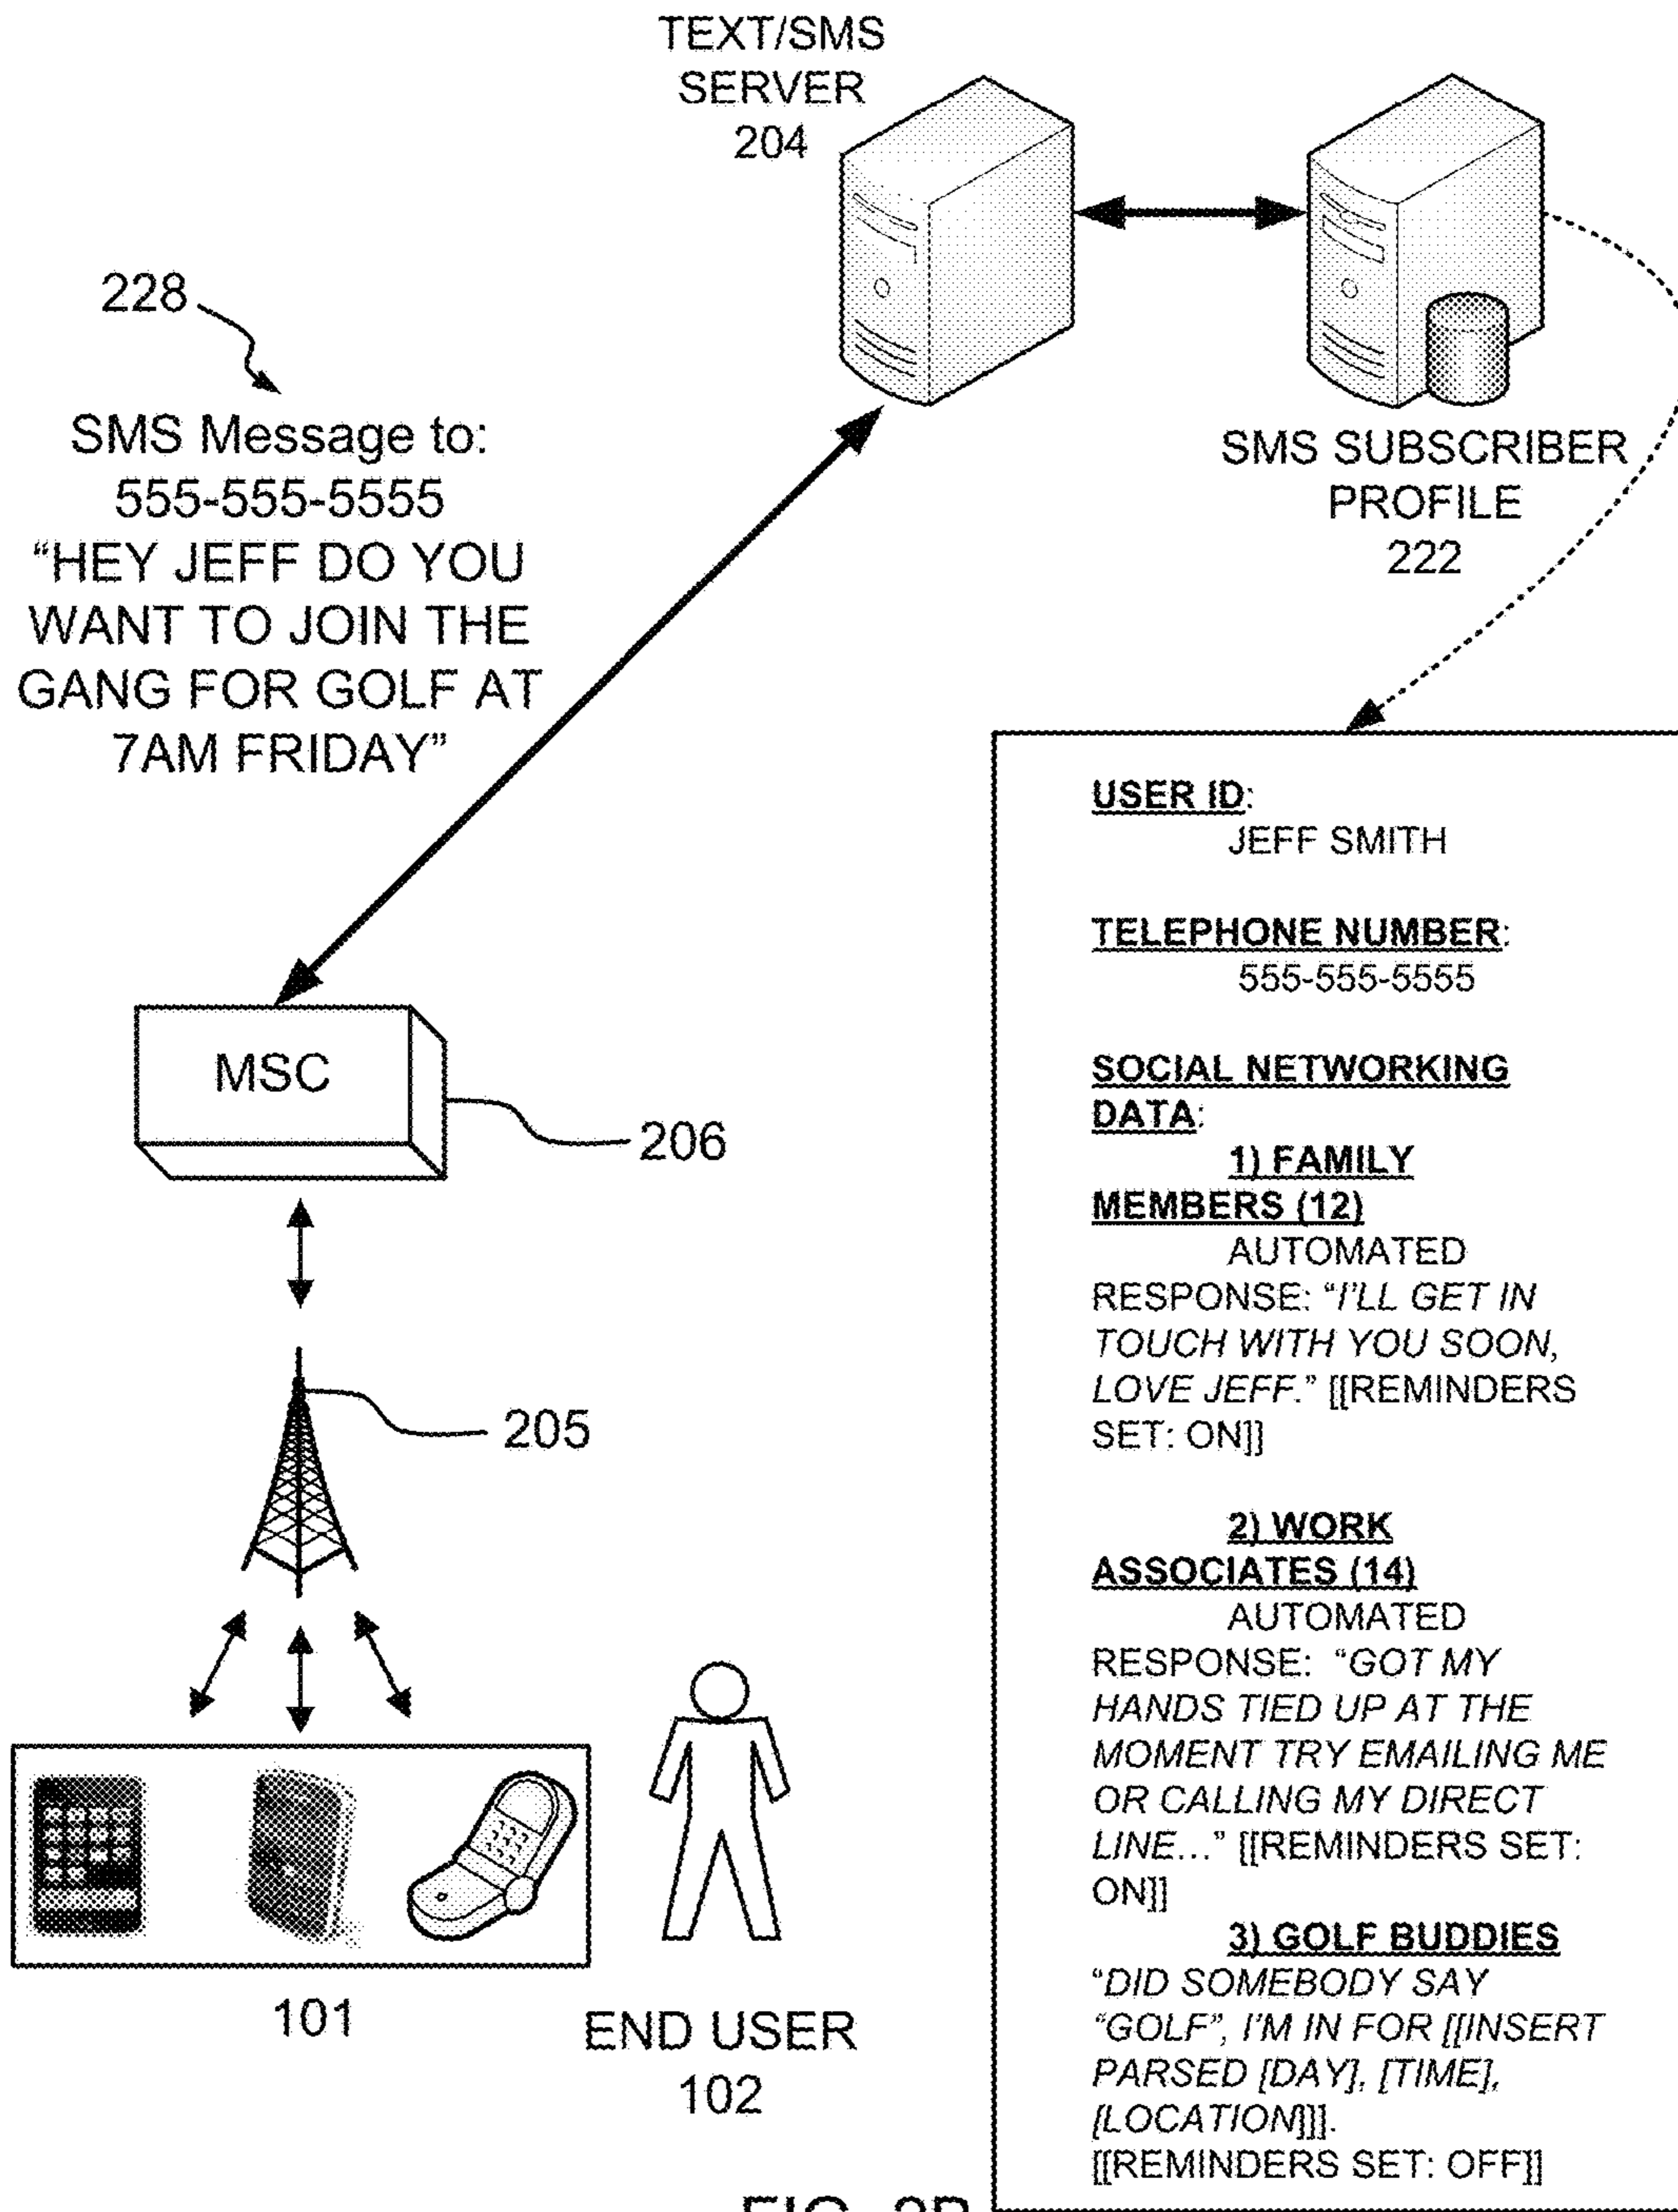 TEXT/SMS
SERVER
204
228
SMS Message to:
555-555-5555
“HEY JEFF DO YOU
WANT TO JOIN THE
GANG FOR GOLF AT
7AM FRIDAY”
SMS SUBSCRIBER
PROFILE
222
MSC
206
205
101
END USER
102
USER ID:
JEFF SMITH
TELEPHONE NUMBER:
555-555-5555
SOCIAL NETWORKING
DATA:
1) FAMILY
MEMBERS (12)
AUTOMATED
RESPONSE: “I'LL GET IN
TOUCH WITH YOU SOON,
LOVE JEFF.” [[REMINDERS
SET: ON]]
2) WORK
ASSOCIATES (14)
AUTOMATED
RESPONSE: “GOT MY
HANDS TIED UP AT THE
MOMENT TRY EMAILING ME
OR CALLING MY DIRECT
LINE...” [[REMINDERS SET:
ON]]
3) GOLF BUDDIES
“DID SOMEBODY SAY
“GOLF”, I'M IN FOR [[INSERT
PARSED [DAY], [TIME],
[LOCATION]]].
[[REMINDERS SET: OFF]]